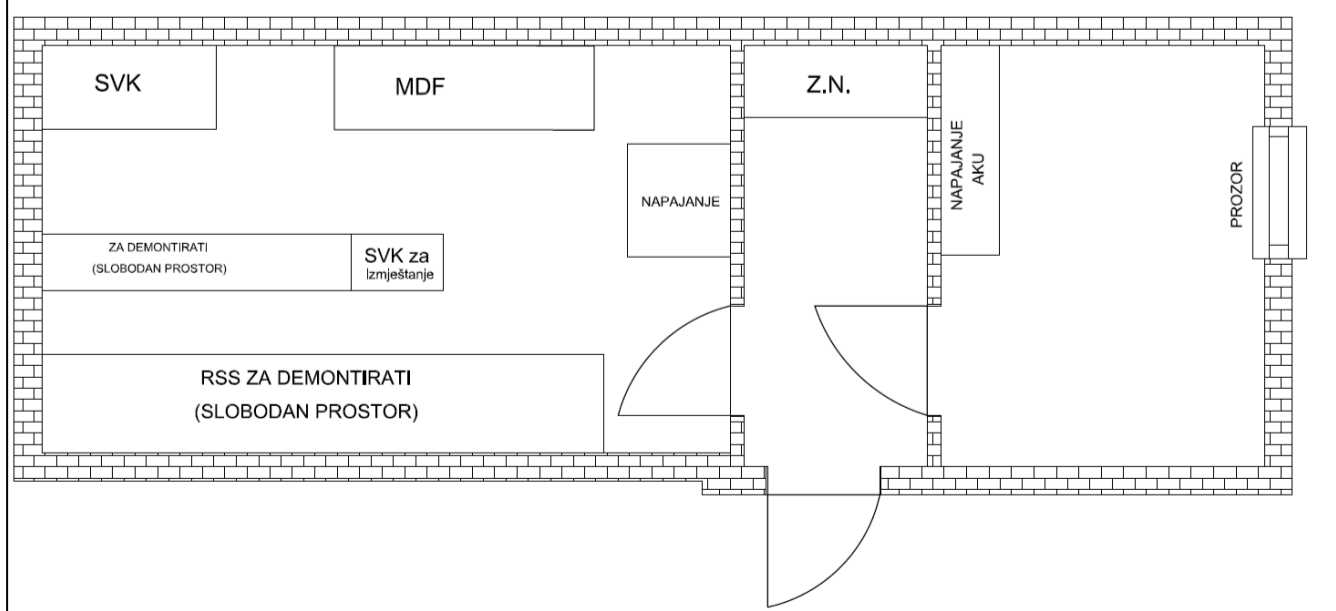 SVK
MDF
Z.N.
NAPAJANJE
AKU
PROZOR
NAPAJANJE
ZA DEMONTIRATI
(SLOBODAN PROSTOR)
SVK za
Izmještanje
RSS ZA DEMONTIRATI
(SLOBODAN PROSTOR)